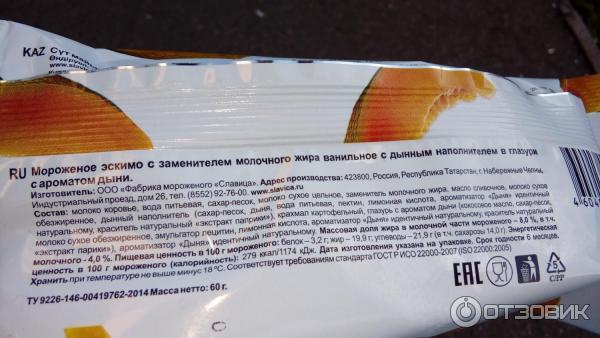 KAZ Сүт майы
Өндіруш
www.slavica
RU Мороженое эскимо с заменителем молочного жира ванильное с дынным наполнителем в глазури
с ароматом дыни.
Изготовитель: ООО «Фабрика мороженого «Славица». Адрес производства: 423800, Россия, Республика Татарстан, г. Набережные Челны,
Индустриальный проезд, дом 26, тел. (8552) 92-76-00. www.slavica.ru
Состав: молоко коровье, вода питьевая, сахар-песок, молоко сухое цельное, заменитель молочного жира, масло сливочное, молоко сухое
обезжиренное, дынный наполнитель (сахар-песок, дыня, вода питьевая, пектин, лимонная кислота, ароматизатор «Дыня» идентичный
натуральному, краситель натуральный «экстракт паприки»), крахмал картофельный, глазурь с ароматом дыни (кокосовое масло, сахар-песок,
молоко сухое обезжиренное, эмульгатор лецитин, лимонная кислота, ароматизатор «Дыня» идентичный натуральному, краситель натуральный
«экстракт паприки»), ароматизатор «Дыня» идентичный натуральному. Массовая доля жира в молочной части мороженого - 8,0 %, в т.ч.
молочного - 4,0 %. Пищевая ценность в 100 г мороженого: белок – 3,2 г; жир - 19,9 г; углеводы - 21,9 г (в т.ч. сахарозы 14,0 г). Энергетическая
ценность в 100 г мороженого (калорийность): 279 ккал/1174 кДж. Дата изготовления указана на упаковке. Срок годности 6 месяцев.
Хранить при температуре не выше минус 18°С. Соответствует требованиям стандарта ГОСТ Р ИСО 22000-2007 (ISO 22000:2005)
ТУ 9226-146-00419762-2014 Масса нетто: 60 г.
EAC
5
C/PP
4604
ОТЗОВИК